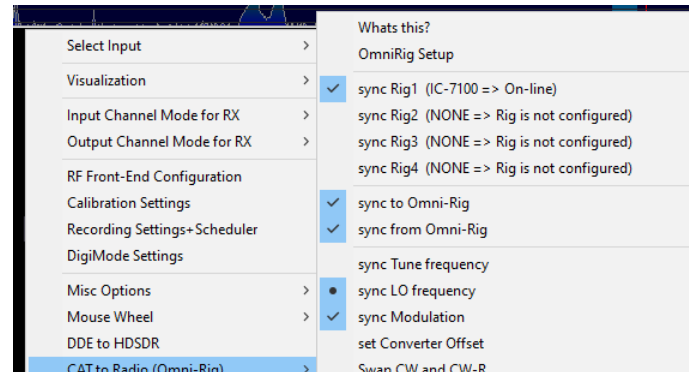 Select Input
Visualization
Input Channel Mode for RX
Output Channel Mode for RX
RF Front-End Configuration
Calibration Settings
Recording Settings+Scheduler
DigiMode Settings
Misc Options
Mouse Wheel
DDE to HDSDR
CAT to Radio (Omni-Rig)
Whats this?
OmniRig Setup
sync Rig1 (IC-7100 => On-line)
sync Rig2 (NONE => Rig is not configured)
sync Rig3 (NONE => Rig is not configured)
sync Rig4 (NONE => Rig is not configured)
sync to Omni-Rig
sync from Omni-Rig
sync Tune frequency
sync LO frequency
sync Modulation
set Converter Offset
Swap CW and CW-R